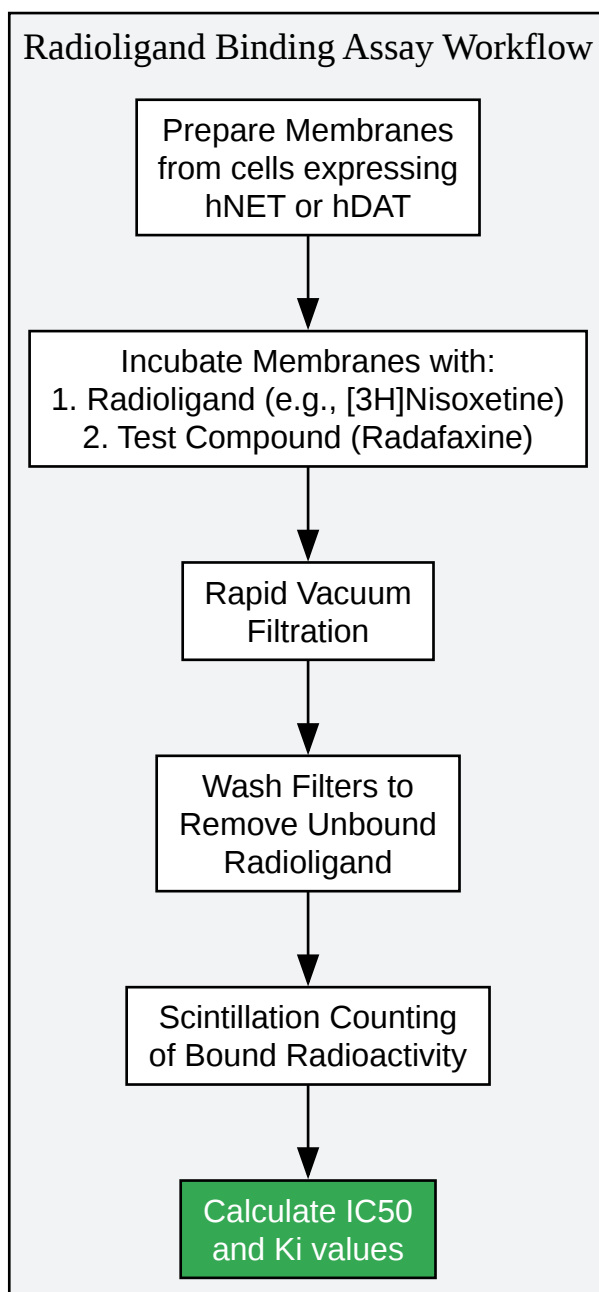 Radioligand Binding Assay Workflow
Prepare Membranes
from cells expressing
hNET or hDAT
Incubate Membranes with:
1. Radioligand (e.g., [3H]Nisoxetine)
2. Test Compound (Radafaxine)
Rapid Vacuum
Filtration
Wash Filters to
Remove Unbound
Radioligand
Scintillation Counting
of Bound Radioactivity
Calculate IC50
and Ki values